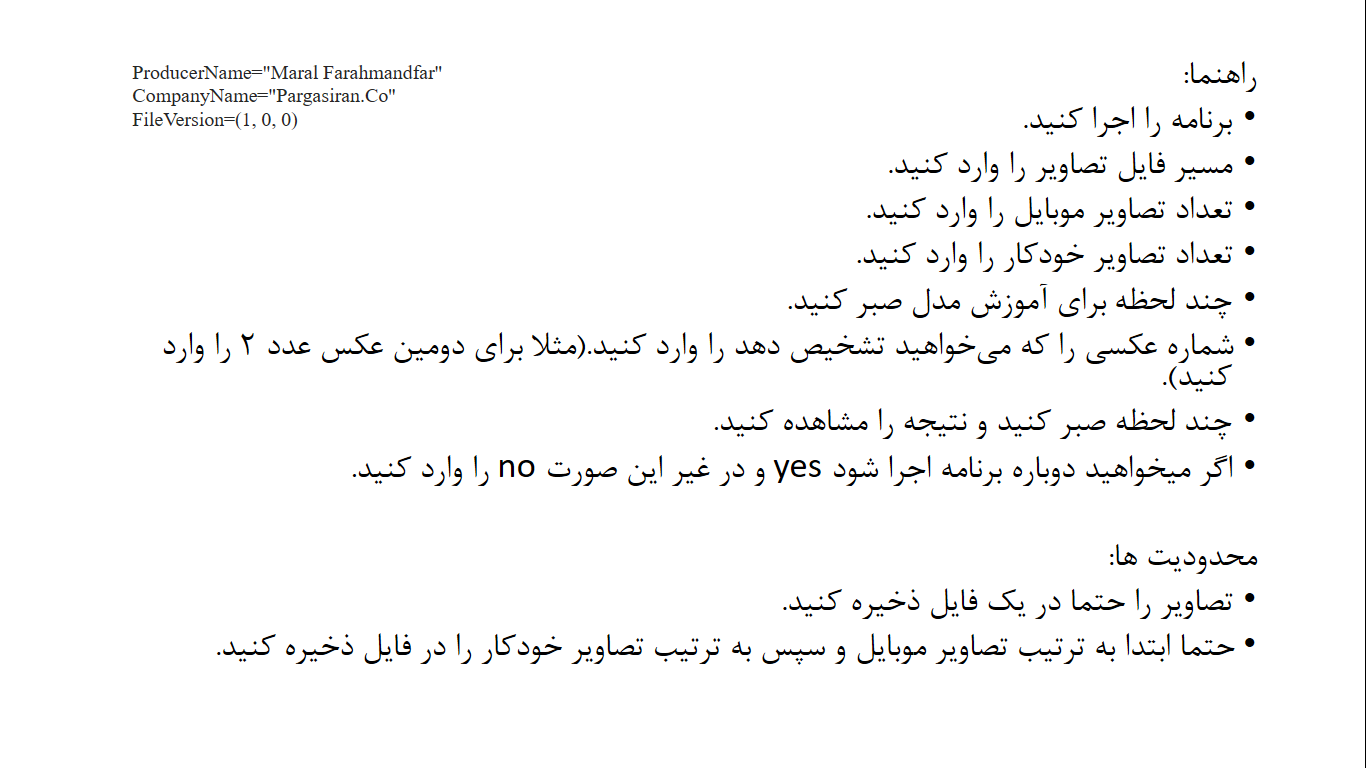 ProducerName="Maral Farahmandfar"
CompanyName="Pargasiran.Co"
FileVersion=(1, 0, 0)
راهنما:
• برنامه را اجرا کنید.
• مسیر فایل تصاویر را وارد کنید.
• تعداد تصاویر موبایل را وارد کنید.
• تعداد تصاویر خودکار را وارد کنید.
• چند لحظه برای آموزش مدل صبر کنید.
• شماره عکسی را که می‌خواهید تشخیص دهد را وارد کنید.(مثلا برای دومین عکس عدد ۲ را وارد
کنید).
• چند لحظه صبر کنید و نتیجه را مشاهده کنید.
• اگر میخواهید دوباره برنامه اجرا شود yes و در غیر این صورت no را وارد کنید.
محدودیت ها:
• تصاویر را حتما در یک فایل ذخیره کنید.
• حتما ابتدا به ترتیب تصاویر موبایل و سپس به ترتیب تصاویر خودکار را در فایل ذخیره کنید.